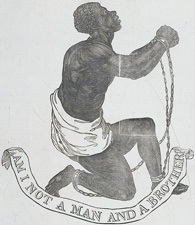 AM I NOT A MAN AND A BROTHER